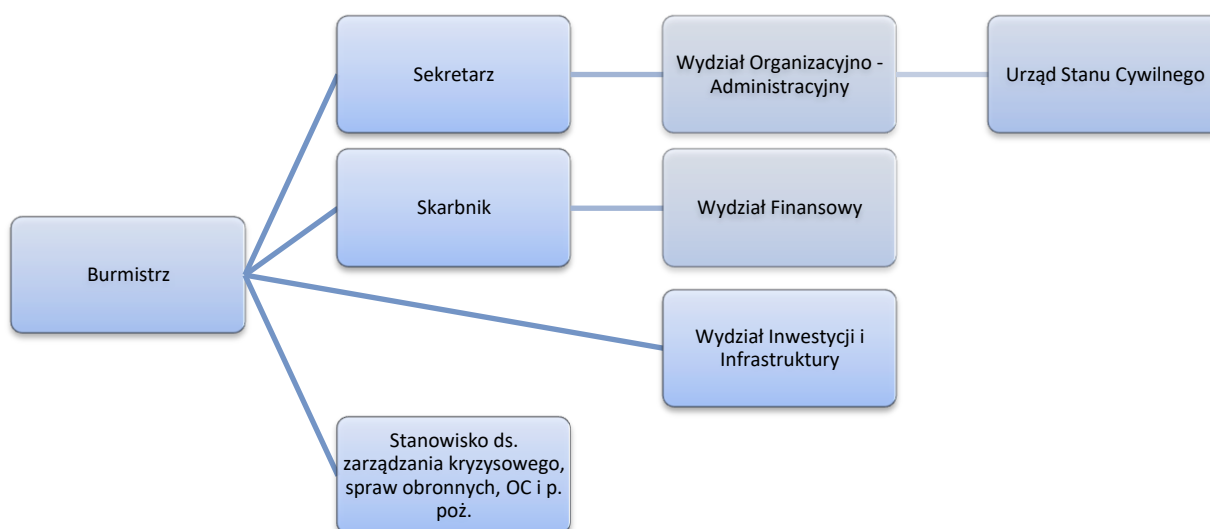 Sekretarz
Wydział Organizacyjno -
Administracyjny
Urząd Stanu Cywilnego
Skarbnik
Wydział Finansowy
Burmistrz
Wydział Inwestycji i
Infrastruktury
Stanowisko ds.
zarządzania kryzysowego,
spraw obronnych, OC i p.
poż.